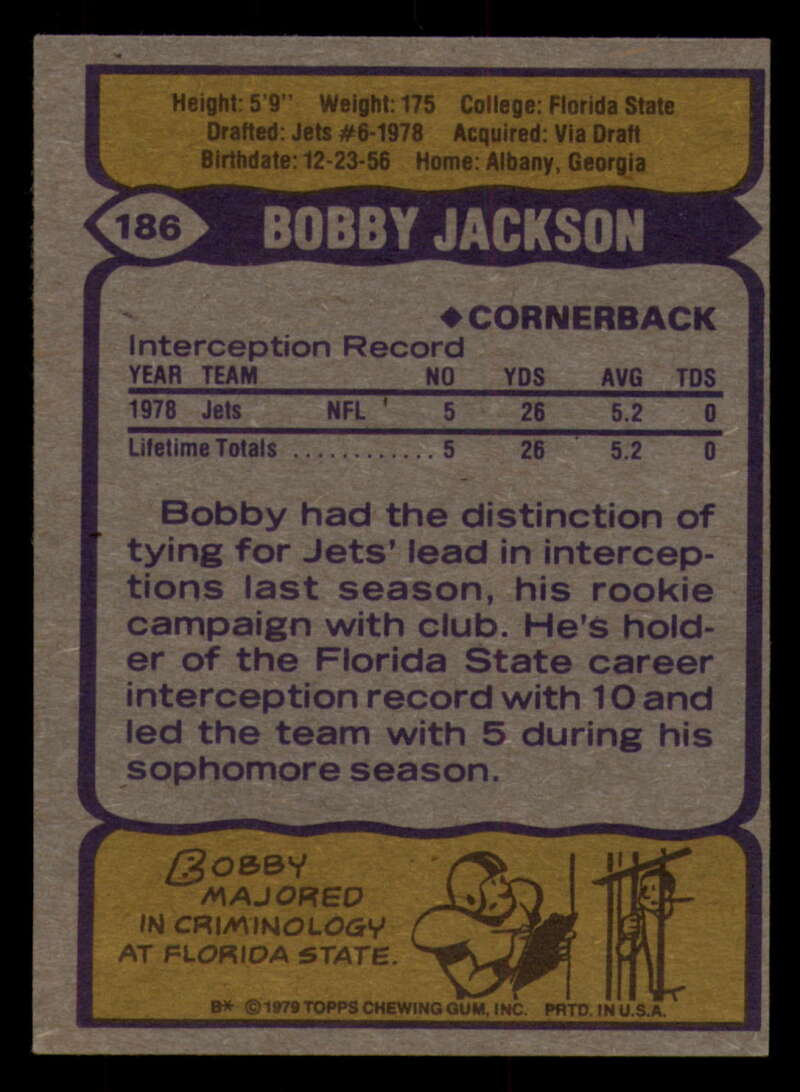 Height: 5'9" Weight: 175 College: Florida State
Drafted: Jets #6-1978 Acquired: Via Draft
Birthdate: 12-23-56 Home: Albany, Georgia
186 BOBBY JACKSON
◆ CORNERBACK
Interception Record
YEAR TEAM NO YDS AVG TDS
1978 Jets NFL 5 26 5.2 0
Lifetime Totals ............ 5 26 5.2 0
Bobby had the distinction of
tying for Jets' lead in intercep-
tions last season, his rookie
campaign with club. He's hold-
er of the Florida State career
interception record with 10 and
led the team with 5 during his
sophomore season.
BOBBY
MAJORED
IN CRIMINOLOGY
AT FLORIDA STATE.
B* © 1979 TOPPS CHEWING GUM, INC. PRTD. IN U.S.A.